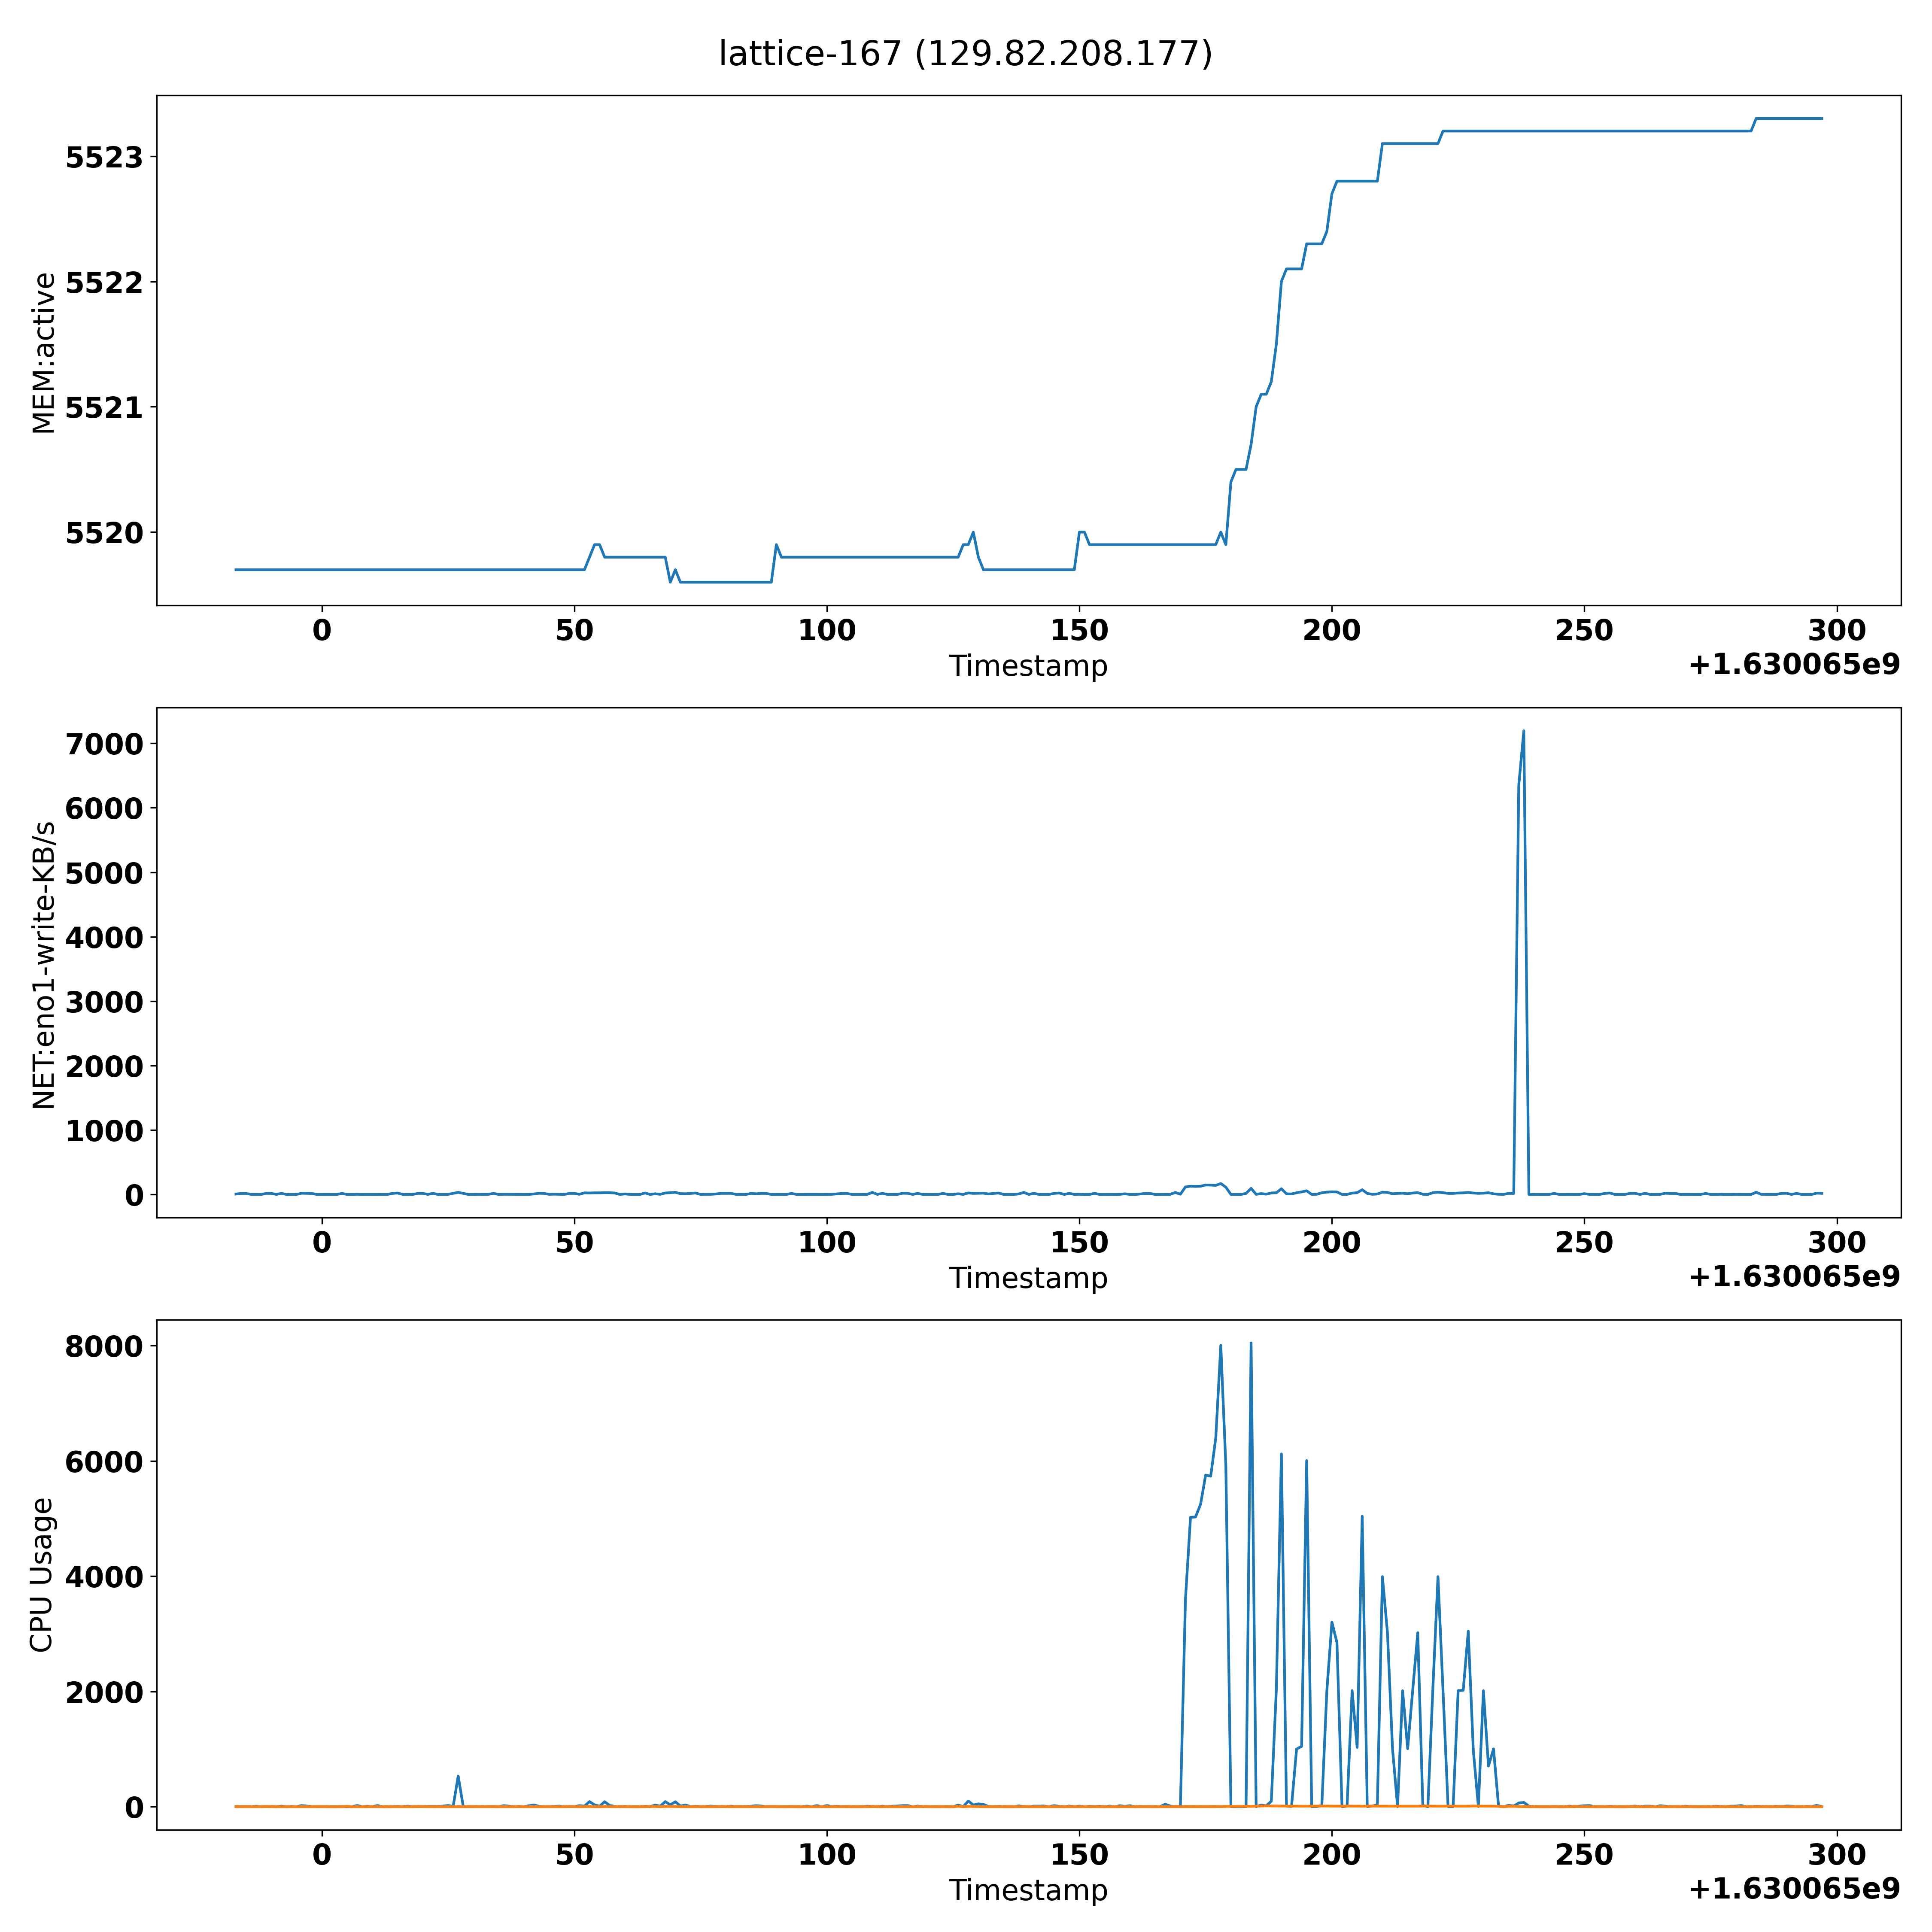 lattice-167 (129.82.208.177)
MEM:active
5523
5522
5521
5520
0 50 100 150 200 250 300
Timestamp
+1.630065e9
NET:eno1-write-KB/s
7000
6000
5000
4000
3000
2000
1000
0
0 50 100 150 200 250 300
Timestamp
+1.630065e9
CPU Usage
8000
6000
4000
2000
0
0 50 100 150 200 250 300
Timestamp
+1.630065e9